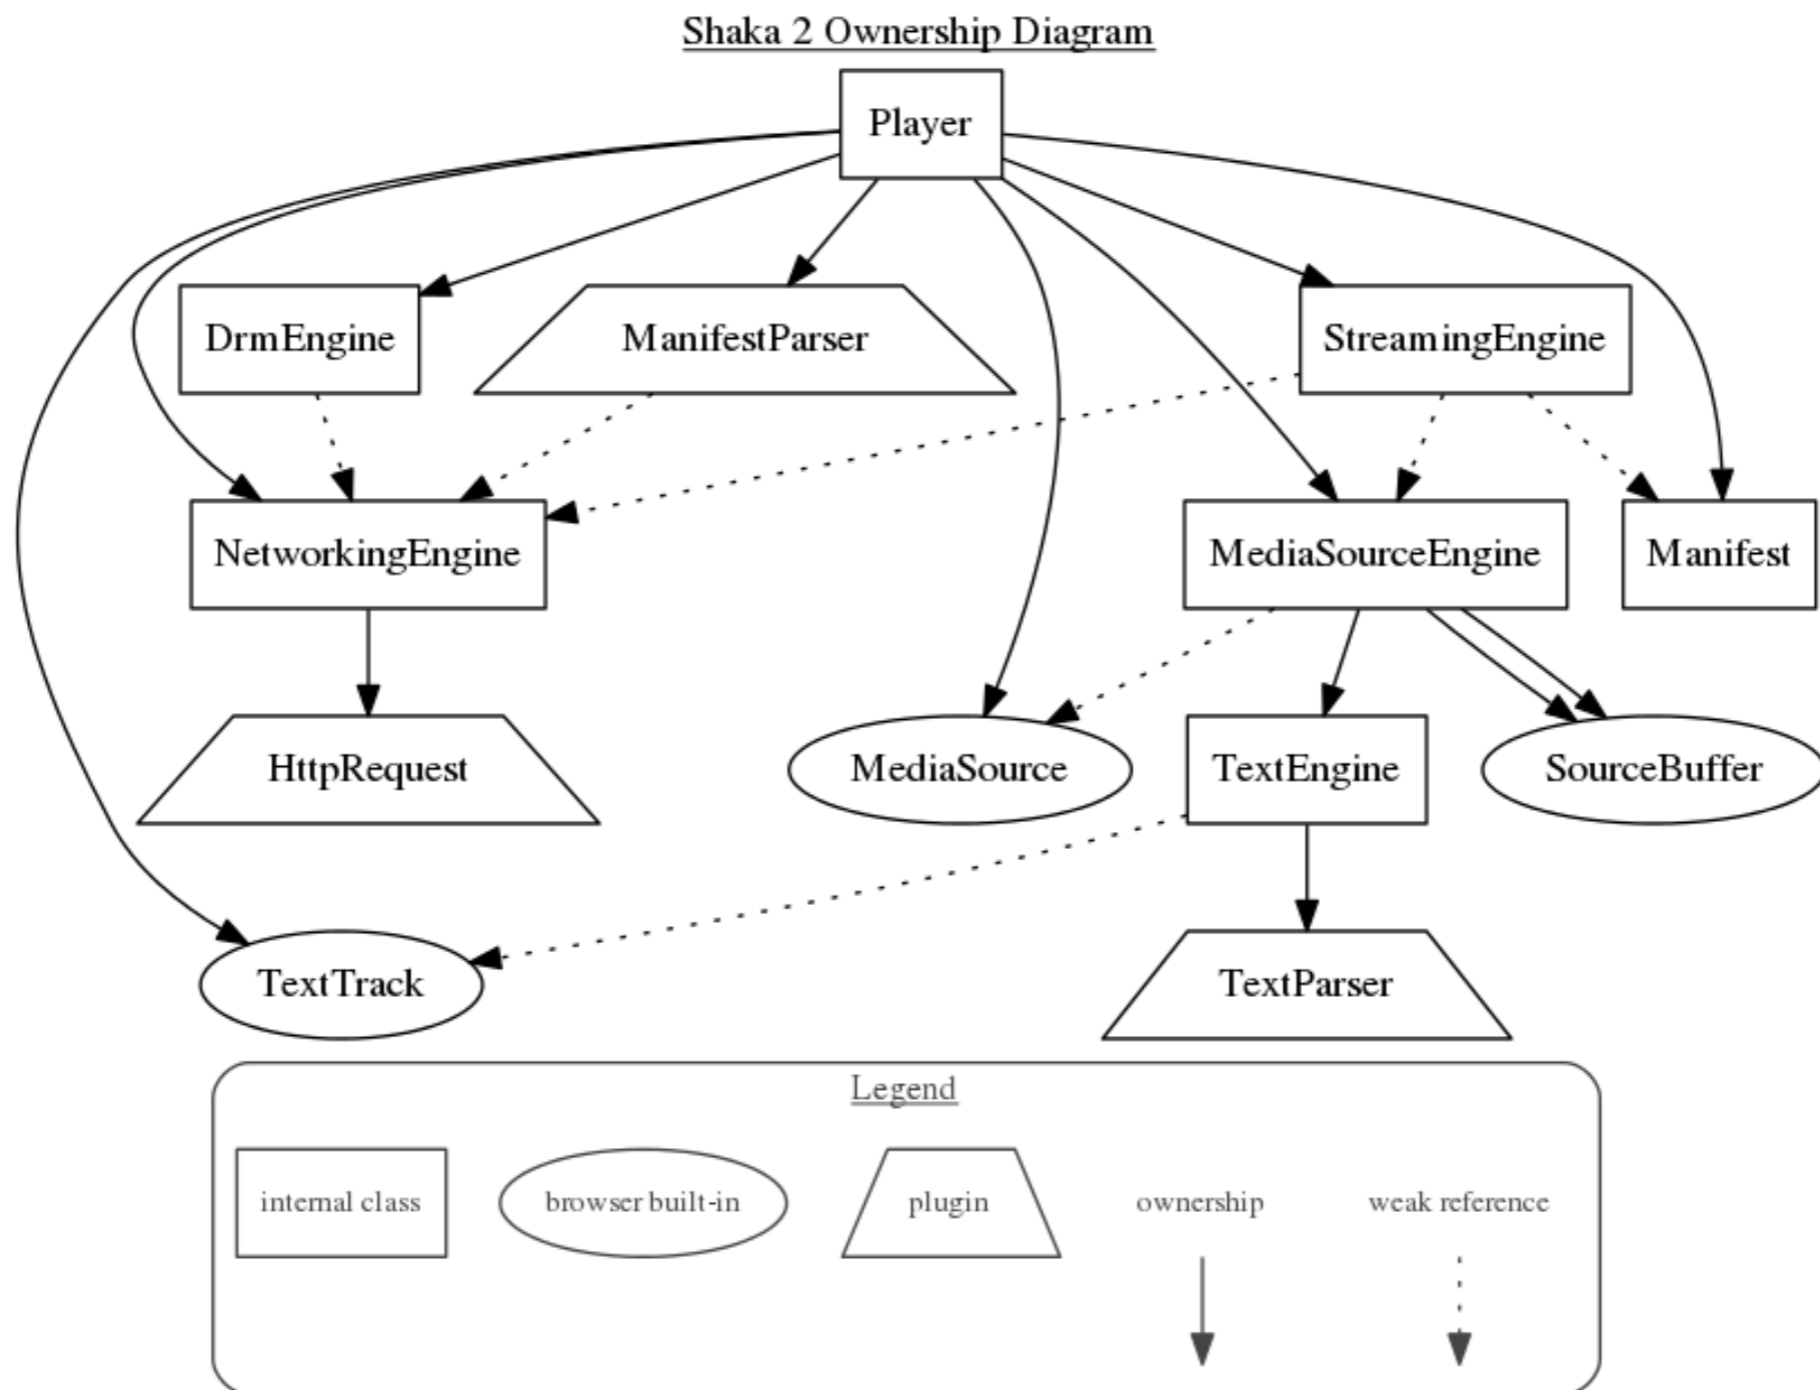 Shaka 2 Ownership Diagram
Player
DrmEngine
ManifestParser
StreamingEngine
NetworkingEngine
MediaSourceEngine
Manifest
HttpRequest
MediaSource
TextEngine
SourceBuffer
TextTrack
TextParser
Legend
internal class
browser built-in
plugin
ownership
weak reference